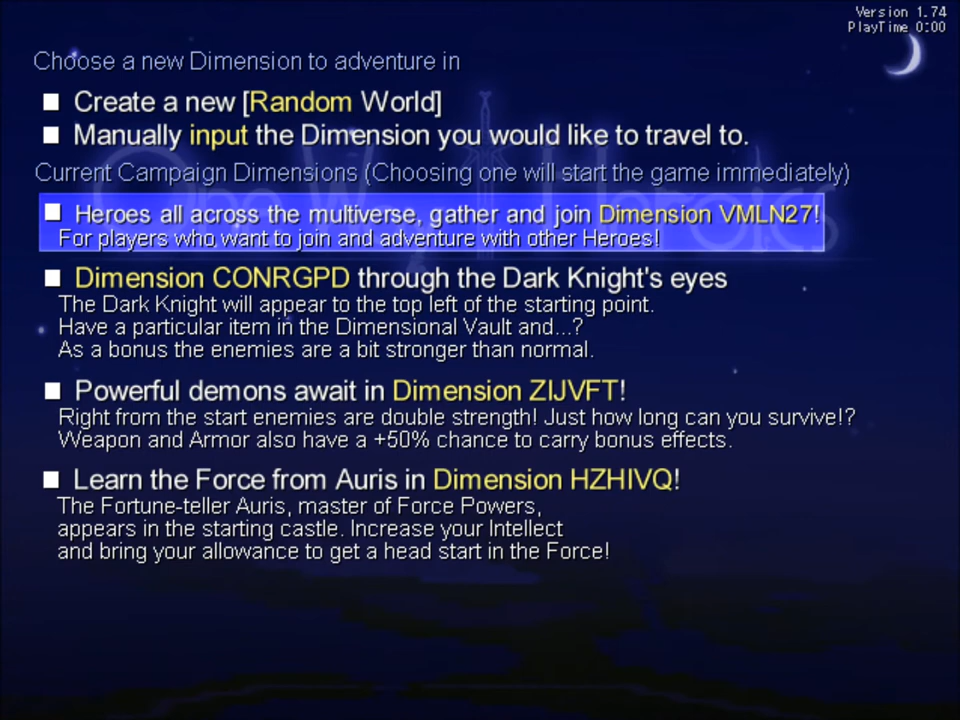 Version 1.74
PlayTime 0:00
Choose a new Dimension to adventure in
Create a new [Random World]
Manually input the Dimension you would like to travel to.
Current Campaign Dimensions (Choosing one will start the game immediately)
Heroes all across the multiverse, gather and join Dimension VMLN27!
For players who want to join and adventure with other Heroes!
Dimension CONRGPD through the Dark Knight's eyes
The Dark Knight will appear to the top left of the starting point.
Have a particular item in the Dimensional Vault and...?
As a bonus the enemies are a bit stronger than normal.
Powerful demons await in Dimension ZIJVFT!
Right from the start enemies are double strength! Just how long can you survive!?
Weapon and Armor also have a +50% chance to carry bonus effects.
Learn the Force from Auris in Dimension HZHIVQ!
The Fortune-teller Auris, master of Force Powers,
appears in the starting castle. Increase your Intellect
and bring your allowance to get a head start in the Force!